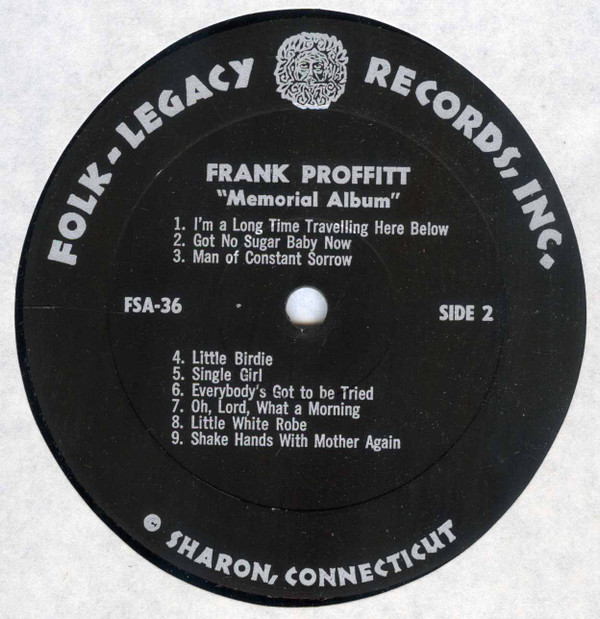 FOLK-LEGACY RECORDS, INC.
FRANK PROFFITT
"Memorial Album"
1. I'm a Long Time Travelling Here Below
2. Got No Sugar Baby Now
3. Man of Constant Sorrow
FSA-36
SIDE 2
4. Little Birdie
5. Single Girl
6. Everybody's Got to be Tried
7. Oh, Lord, What a Morning
8. Little White Robe
9. Shake Hands With Mother Again
© SHARON, CONNECTICUT